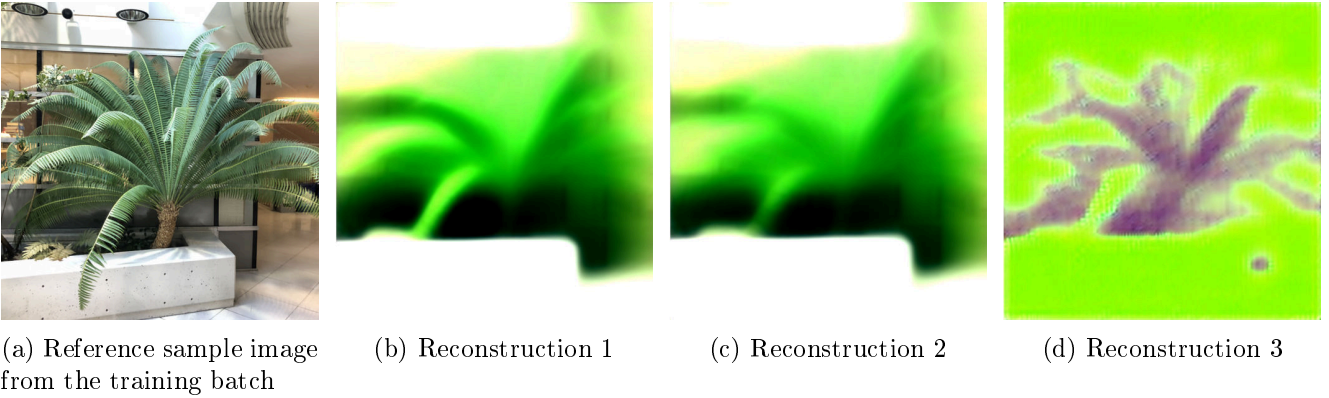 (a) Reference sample image
from the training batch
(b) Reconstruction 1
(c) Reconstruction 2
(d) Reconstruction 3